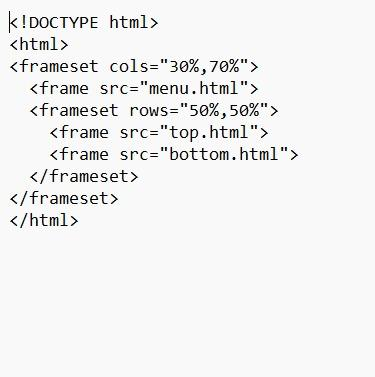 <!DOCTYPE html>
<html>
<frameset cols="30%,70%">
  <frame src="menu.html">
  <frameset rows="50%,50%">
    <frame src="top.html">
    <frame src="bottom.html">
  </frameset>
</frameset>
</html>